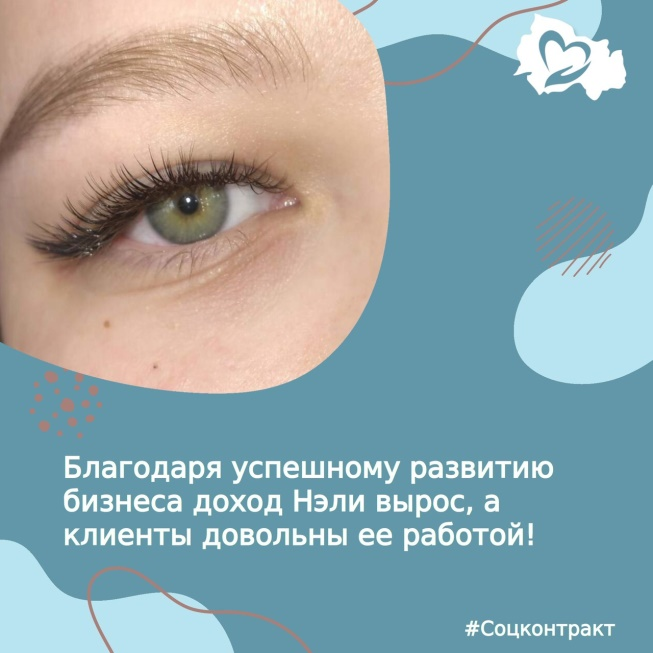 Благодаря успешному развитию
бизнеса доход Нэли вырос, а
клиенты довольны ее работой!
#Соцконтракт